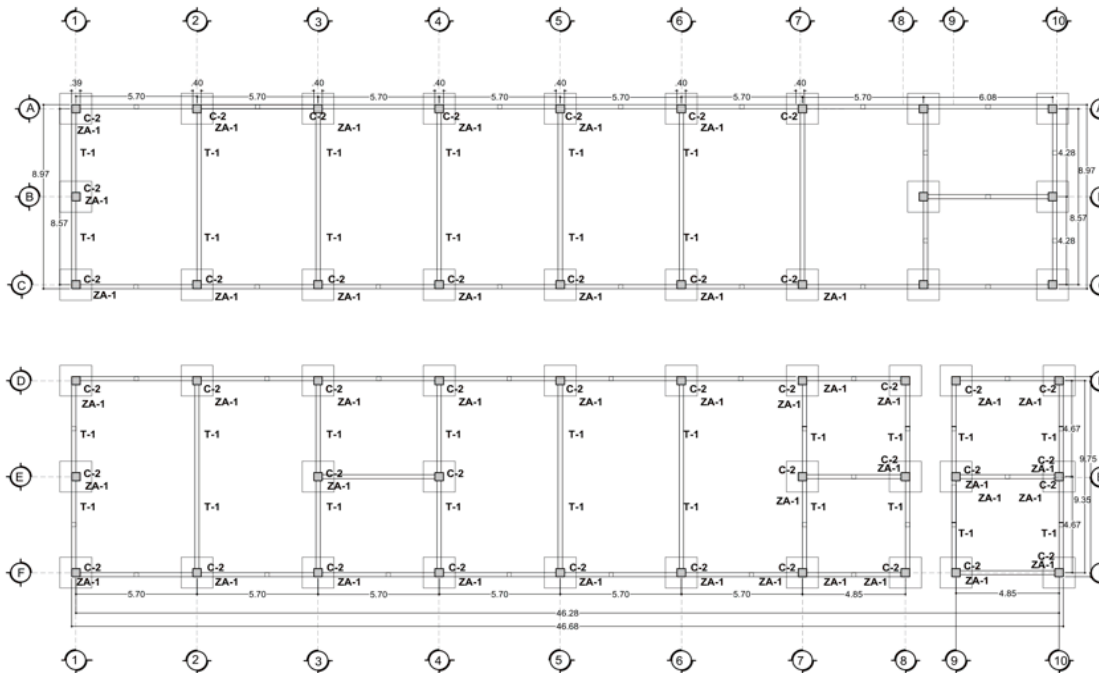 1 2 3 4 5 6 7 8 9 10
.39 .40 .40 .40 .40 .40 .40
5.70 5.70 5.70 5.70 5.70 5.70 5.70 6.08
A
C-2 C-2 C-2 C-2 C-2 C-2 C-2
ZA-1 ZA-1 ZA-1 ZA-1 ZA-1 ZA-1
T-1 T-1 T-1 T-1 T-1 T-1 4.28
8.97 8.97
B C-2
ZA-1
8.57 8.57
T-1 T-1 T-1 T-1 T-1 T-1 4.28
C C-2 C-2 C-2 C-2 C-2 C-2 C-2
ZA-1 ZA-1 ZA-1 ZA-1 ZA-1 ZA-1 ZA-1
D C-2 C-2 C-2 C-2 C-2 C-2 C-2 C-2 C-2 C-2
ZA-1 ZA-1 ZA-1 ZA-1 ZA-1 ZA-1 ZA-1 ZA-1 ZA-1 ZA-1 ZA-1
T-1 T-1 T-1 T-1 T-1 T-1 T-1 T-1 T-1 T-1 4.67
9.75
E C-2 C-2 C-2 C-2 C-2 C-2 C-2
ZA-1 ZA-1 ZA-1 ZA-1 ZA-1 ZA-1
C-2
ZA-1 ZA-1 ZA-1
9.35
T-1 T-1 T-1 T-1 T-1 T-1 T-1 T-1 T-1 T-1 4.67
F C-2 C-2 C-2 C-2 C-2 C-2 C-2 C-2 C-2 C-2
ZA-1 ZA-1 ZA-1 ZA-1 ZA-1 ZA-1 ZA-1 ZA-1 ZA-1 ZA-1 ZA-1
5.70 5.70 5.70 5.70 5.70 5.70 4.85 4.85
46.28
46.68
1 2 3 4 5 6 7 8 9 10